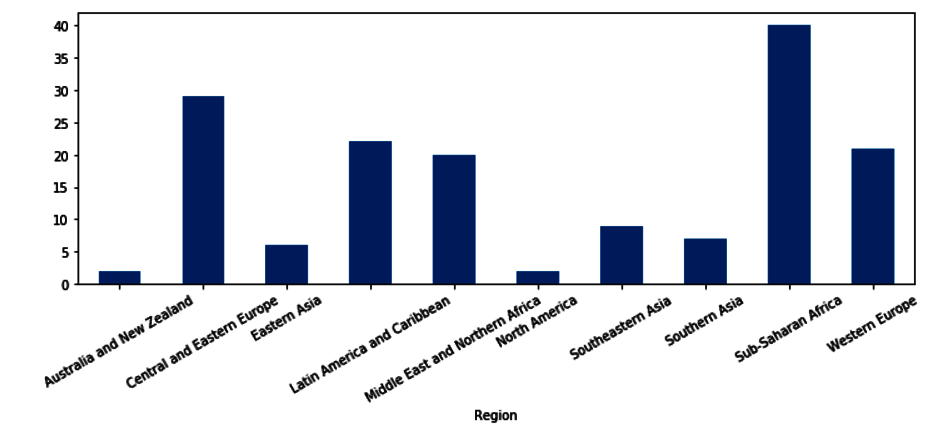 40
35
30
25
20
15
10
5
0
Australia and New Zealand
Central and Eastern Europe
Eastern Asia
Latin America and Caribbean
Middle East and Northern Africa
North America
Southeastern Asia
Southern Asia
Sub-Saharan Africa
Western Europe
Region